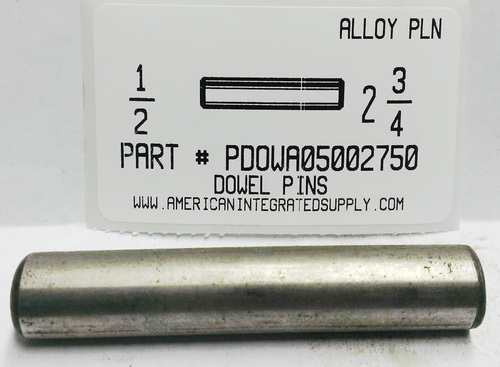 ALLOY PLN
1/2
2 3/4
PART # PDOWA05002750
DOWEL PINS
WWW.AMERICANINTEGRATEDSUPPLY.COM